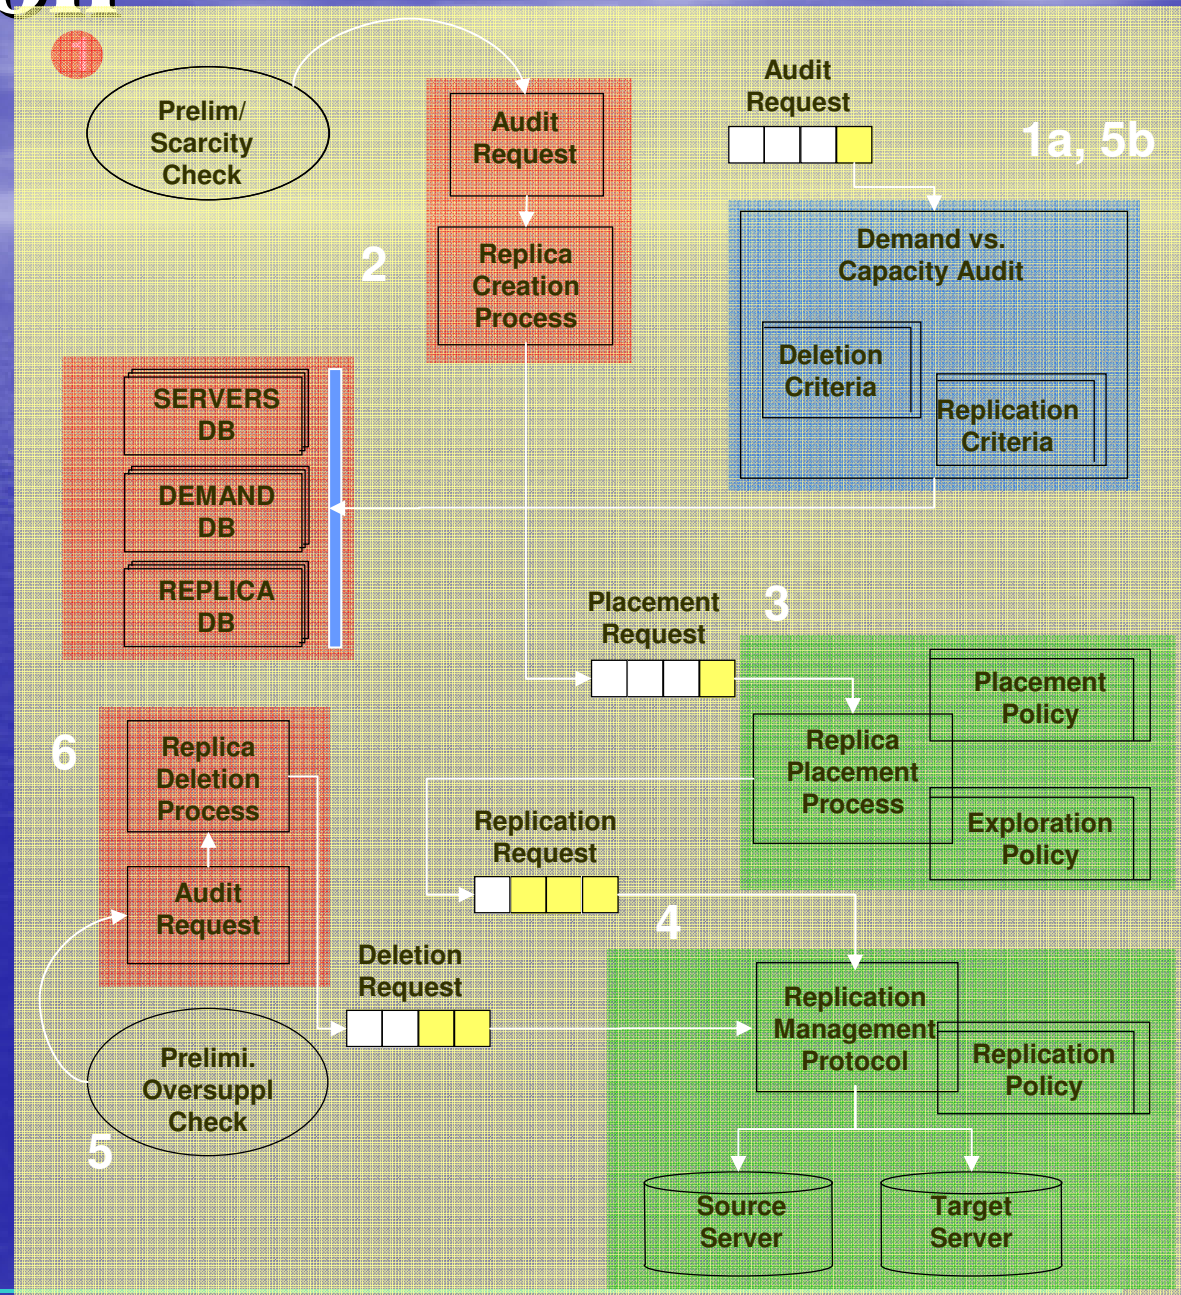 on
Prelim/
Scarcity
Check
Audit
Request
Audit
Request
1a, 5b
2
Replica
Creation
Process
Demand vs.
Capacity Audit
Deletion
Criteria
Replication
Criteria
SERVERS
DB
DEMAND
DB
REPLICA
DB
Placement
Request
3
Placement
Policy
Replica
Placement
Process
Exploration
Policy
6
Replica
Deletion
Process
Audit
Request
Replication
Request
4
Deletion
Request
Replication
Management
Protocol
Replication
Policy
Prelimi.
Oversuppl
Check
5
Source
Server
Target
Server